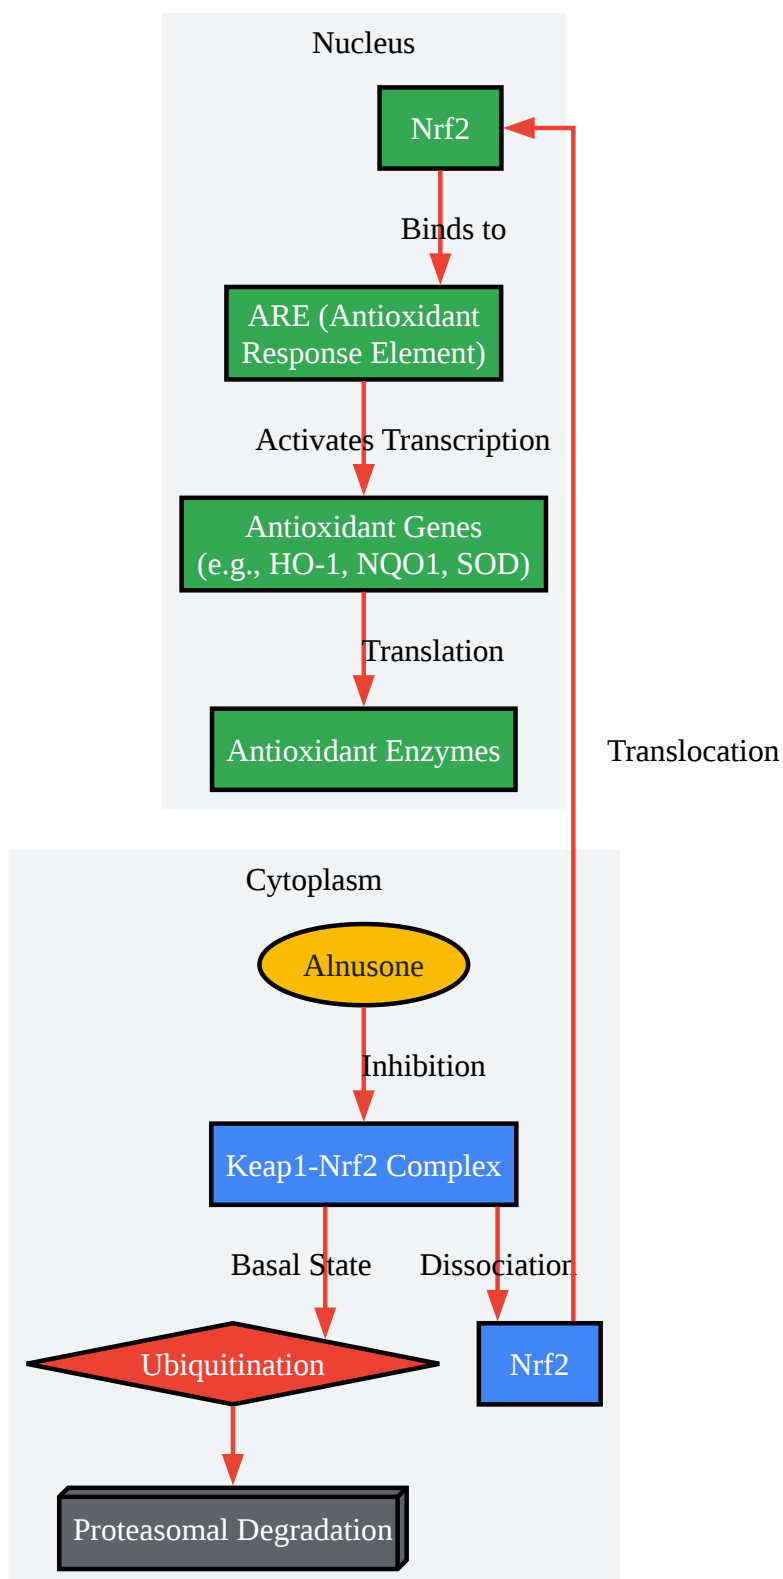 Nucleus
Nrf2
Binds to
ARE (Antioxidant
Response Element)
Activates Transcription
Antioxidant Genes
(e.g., HO-1, NQO1, SOD)
Translation
Antioxidant Enzymes
Translocation
Cytoplasm
Alnusone
Inhibition
Keap1-Nrf2 Complex
Basal State
Dissociation
Ubiquitination
Nrf2
Proteasomal Degradation